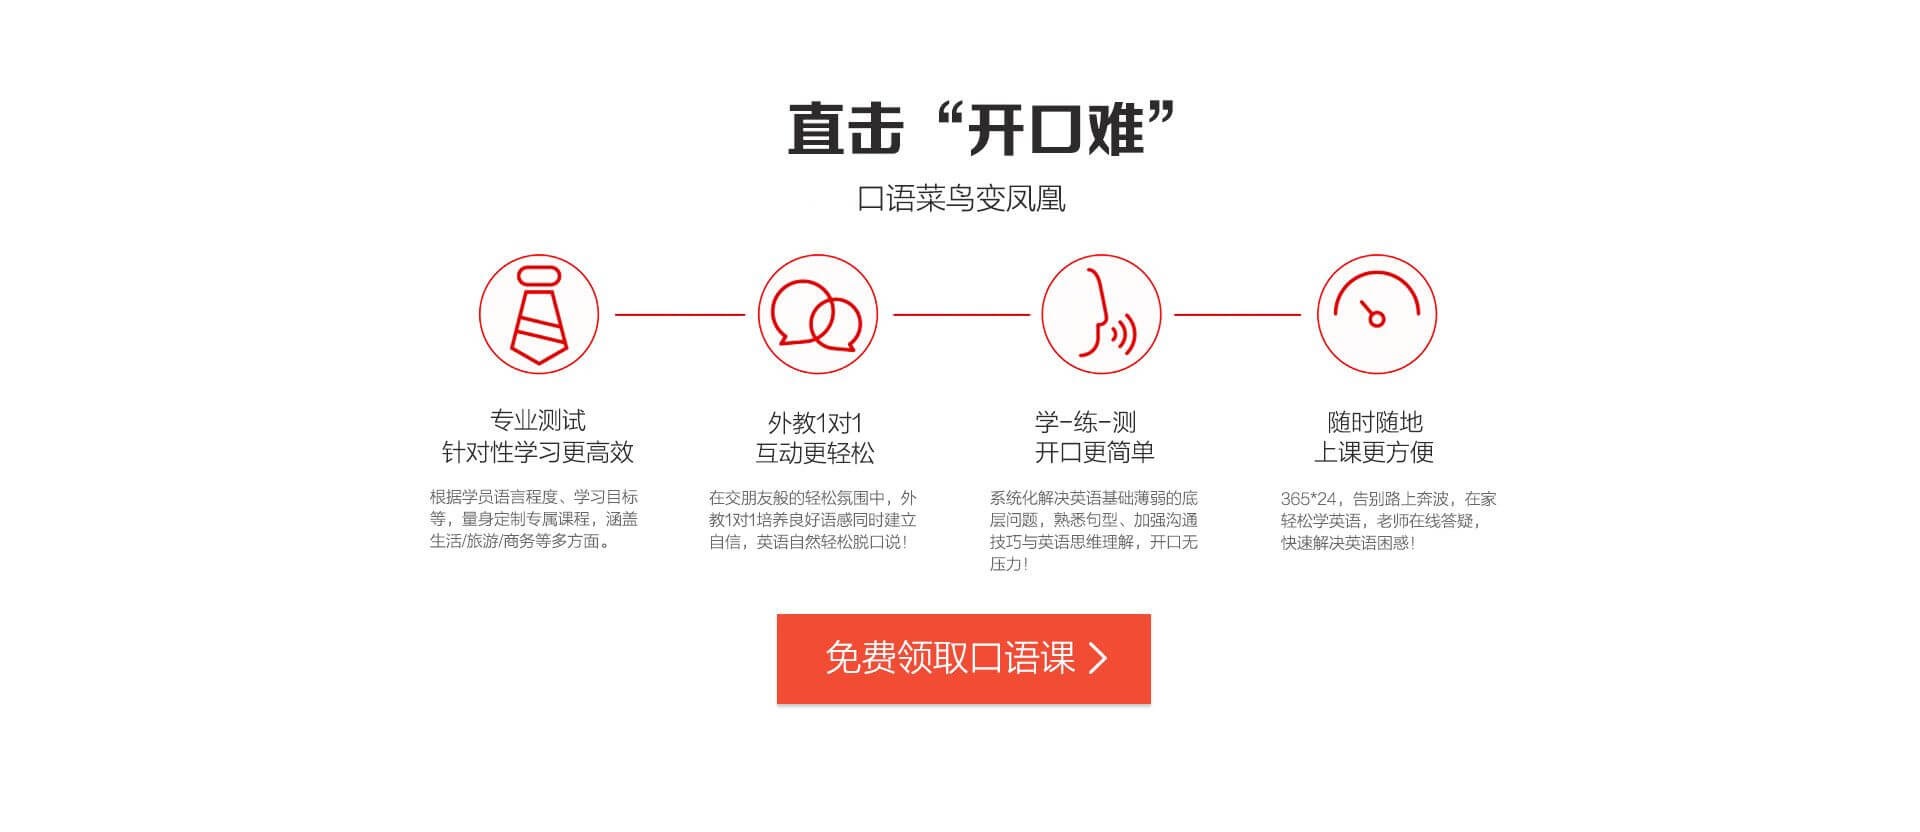 直击“开口难”
口语菜鸟变凤凰
专业测试
针对性学习更高效
根据学员语言程度、学习目标
等，量身定制专属课程，涵盖
生活/旅游/商务等多方面。
外教1对1
互动更轻松
在交朋友般的轻松氛围中，外
教1对1培养良好语感同时建立
自信，英语自然轻松脱口说！
学-练-测
开口更简单
系统化解决英语基础薄弱的底
层问题，熟悉句型、加强沟通
技巧与英语思维理解，开口无
压力！
随时随地
上课更方便
365*24，告别路上奔波，在家
轻松学英语，老师在线答疑，
快速解决英语困惑！
免费领取口语课